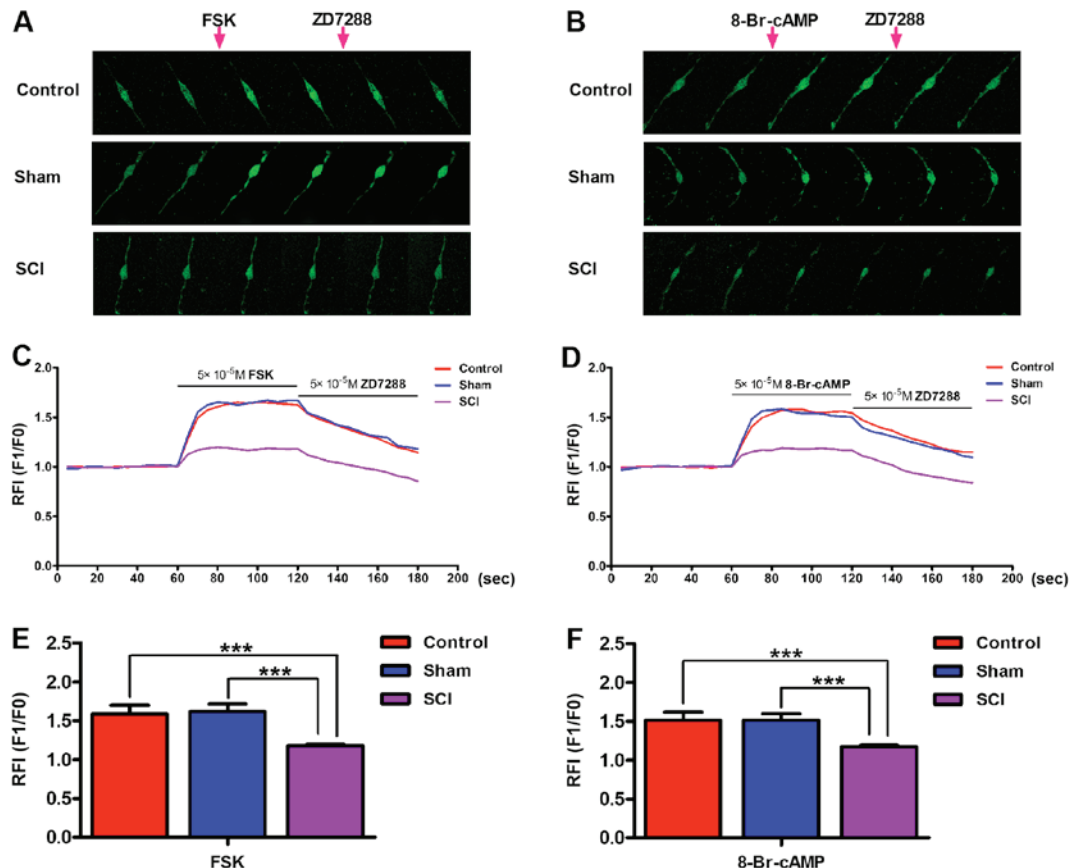 A
FSK ZD7288
Control
Sham
SCI
B
8-Br-cAMP ZD7288
Control
Sham
SCI
C
RFI (F1/F0)
2.0
1.5
1.0
0.5
0.0
5× 10⁻⁵M FSK
5× 10⁻⁵M ZD7288
Control
Sham
SCI
0 20 40 60 80 100 120 140 160 180 200 (sec)
D
RFI (F1/F0)
2.0
1.5
1.0
0.5
0.0
5× 10⁻⁵M 8-Br-cAMP
5× 10⁻⁵M ZD7288
Control
Sham
SCI
0 20 40 60 80 100 120 140 160 180 200 (sec)
E
RFI (F1/F0)
2.5
2.0
1.5
1.0
0.5
0.0
***
***
Control
Sham
SCI
FSK
F
RFI (F1/F0)
2.5
2.0
1.5
1.0
0.5
0.0
***
***
Control
Sham
SCI
8-Br-cAMP